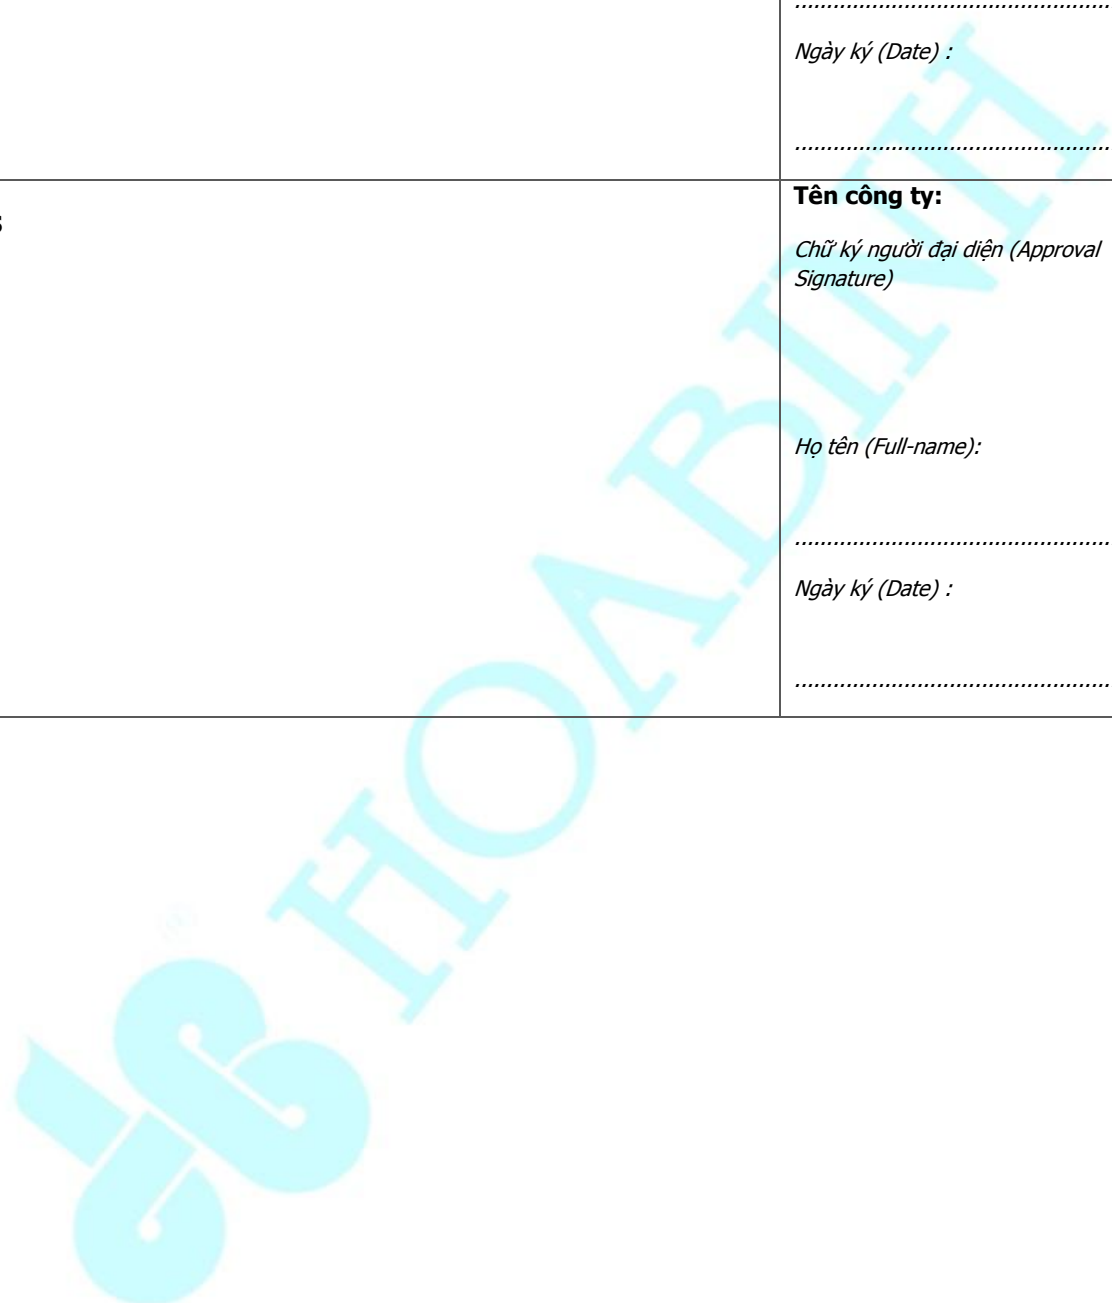 ................................................
Ngày ký (Date) :
................................................
Tên công ty:
Chữ ký người đại diện (Approval
Signature)
Họ tên (Full-name):
................................................
Ngày ký (Date) :
................................................
HOABINH